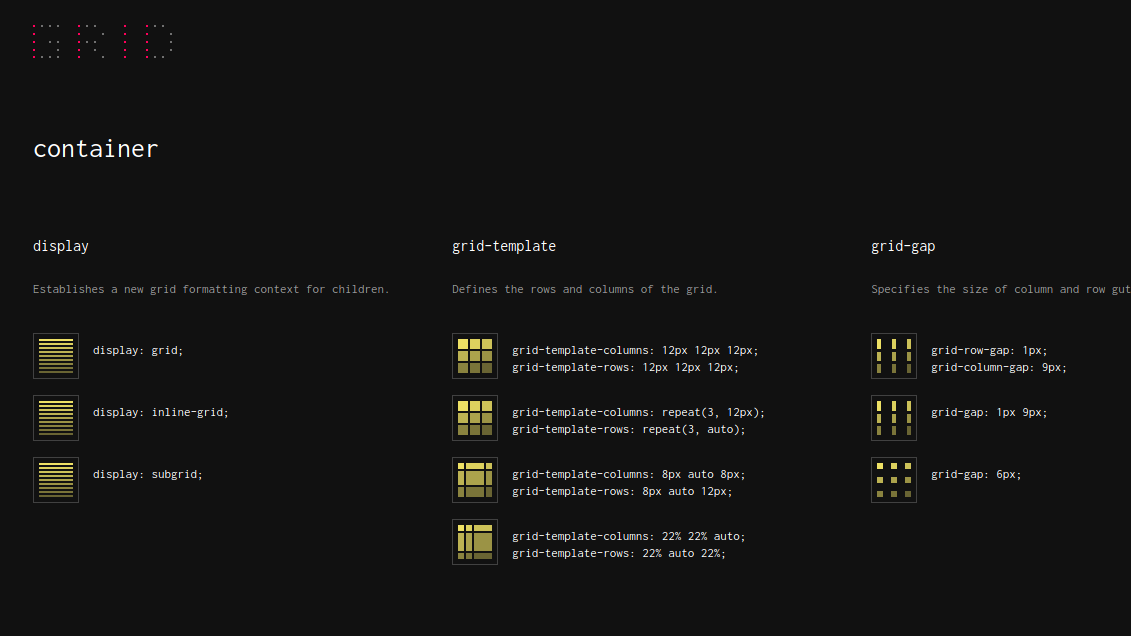 GRID
container
display
Establishes a new grid formatting context for children.
display: grid;
display: inline-grid;
display: subgrid;
grid-template
Defines the rows and columns of the grid.
grid-template-columns: 12px 12px 12px;
grid-template-rows: 12px 12px 12px;
grid-template-columns: repeat(3, 12px);
grid-template-rows: repeat(3, auto);
grid-template-columns: 8px auto 8px;
grid-template-rows: 8px auto 12px;
grid-template-columns: 22% 22% auto;
grid-template-rows: 22% auto 22%;
grid-gap
Specifies the size of column and row gut
grid-row-gap: 1px;
grid-column-gap: 9px;
grid-gap: 1px 9px;
grid-gap: 6px;